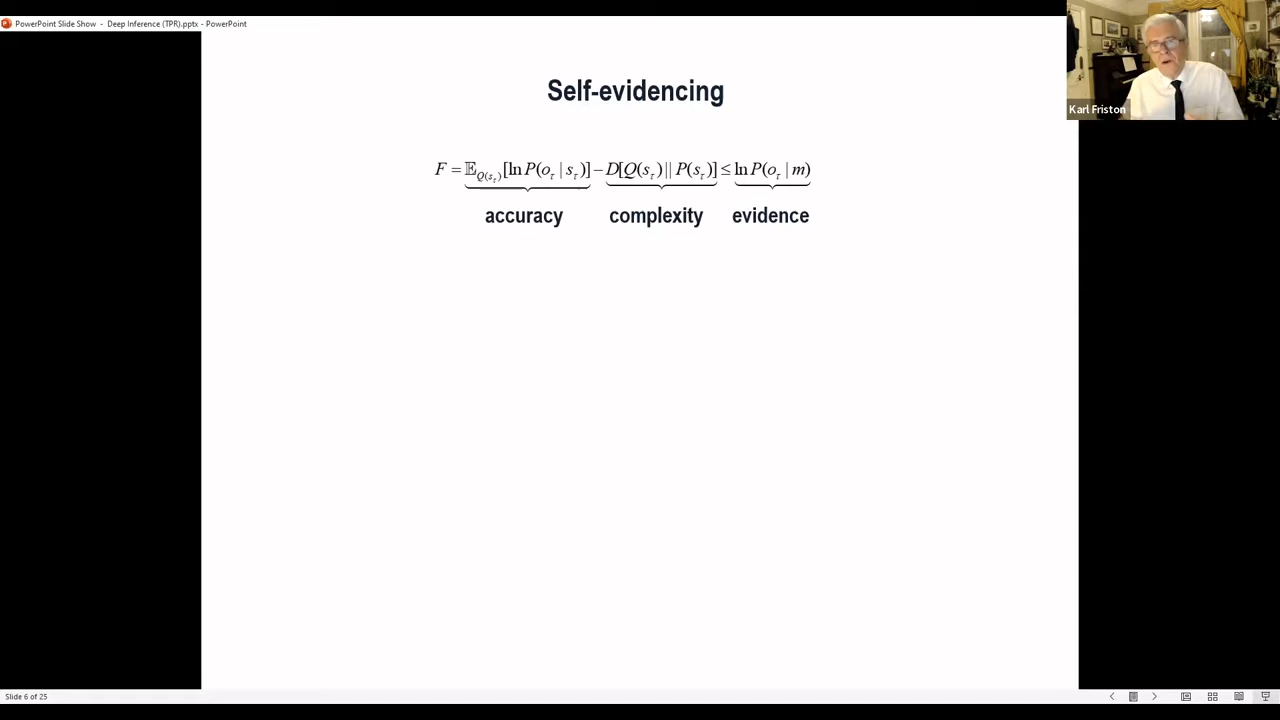 PowerPoint Slide Show - Deep Inference (TPR).pptx - PowerPoint
Karl Friston
Self-evidencing
F = 𝔼_{Q(s_τ)}[ln P(o_τ | s_τ)] − D[Q(s_τ) || P(s_τ)] ≤ ln P(o_τ | m)
accuracy complexity evidence
Slide 6 of 25